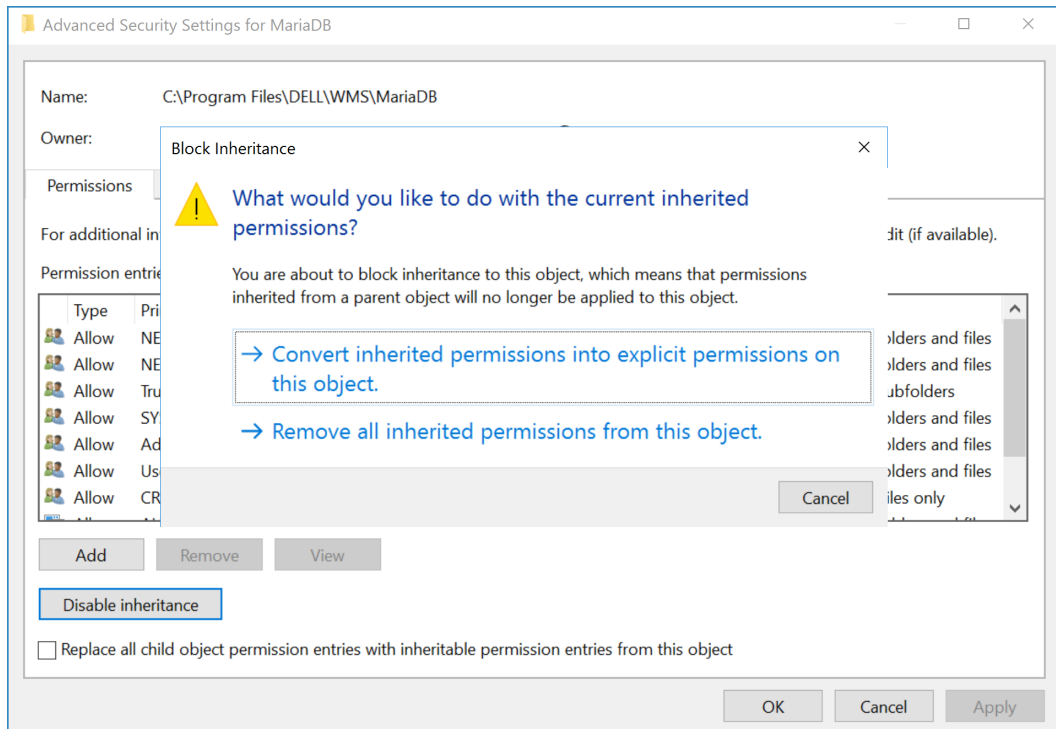 Advanced Security Settings for MariaDB
Name: C:\Program Files\DELL\WMS\MariaDB
Owner:
Block Inheritance
Permissions
What would you like to do with the current inherited
permissions?
For additional dit (if available).
You are about to block inheritance to this object, which means that permissions
inherited from a parent object will no longer be applied to this object.
Permission
Type
Allow NE olders and files
Allow NE olders and files
Allow Tru ubfolders
Allow SY olders and files
Allow Ad olders and files
Allow Us olders and files
Allow CR iles only
Convert inherited permissions into explicit permissions on
this object.
Remove all inherited permissions from this object.
Cancel
Add Remove View
Disable inheritance
Replace all child object permission entries with inheritable permission entries from this object
OK Cancel Apply